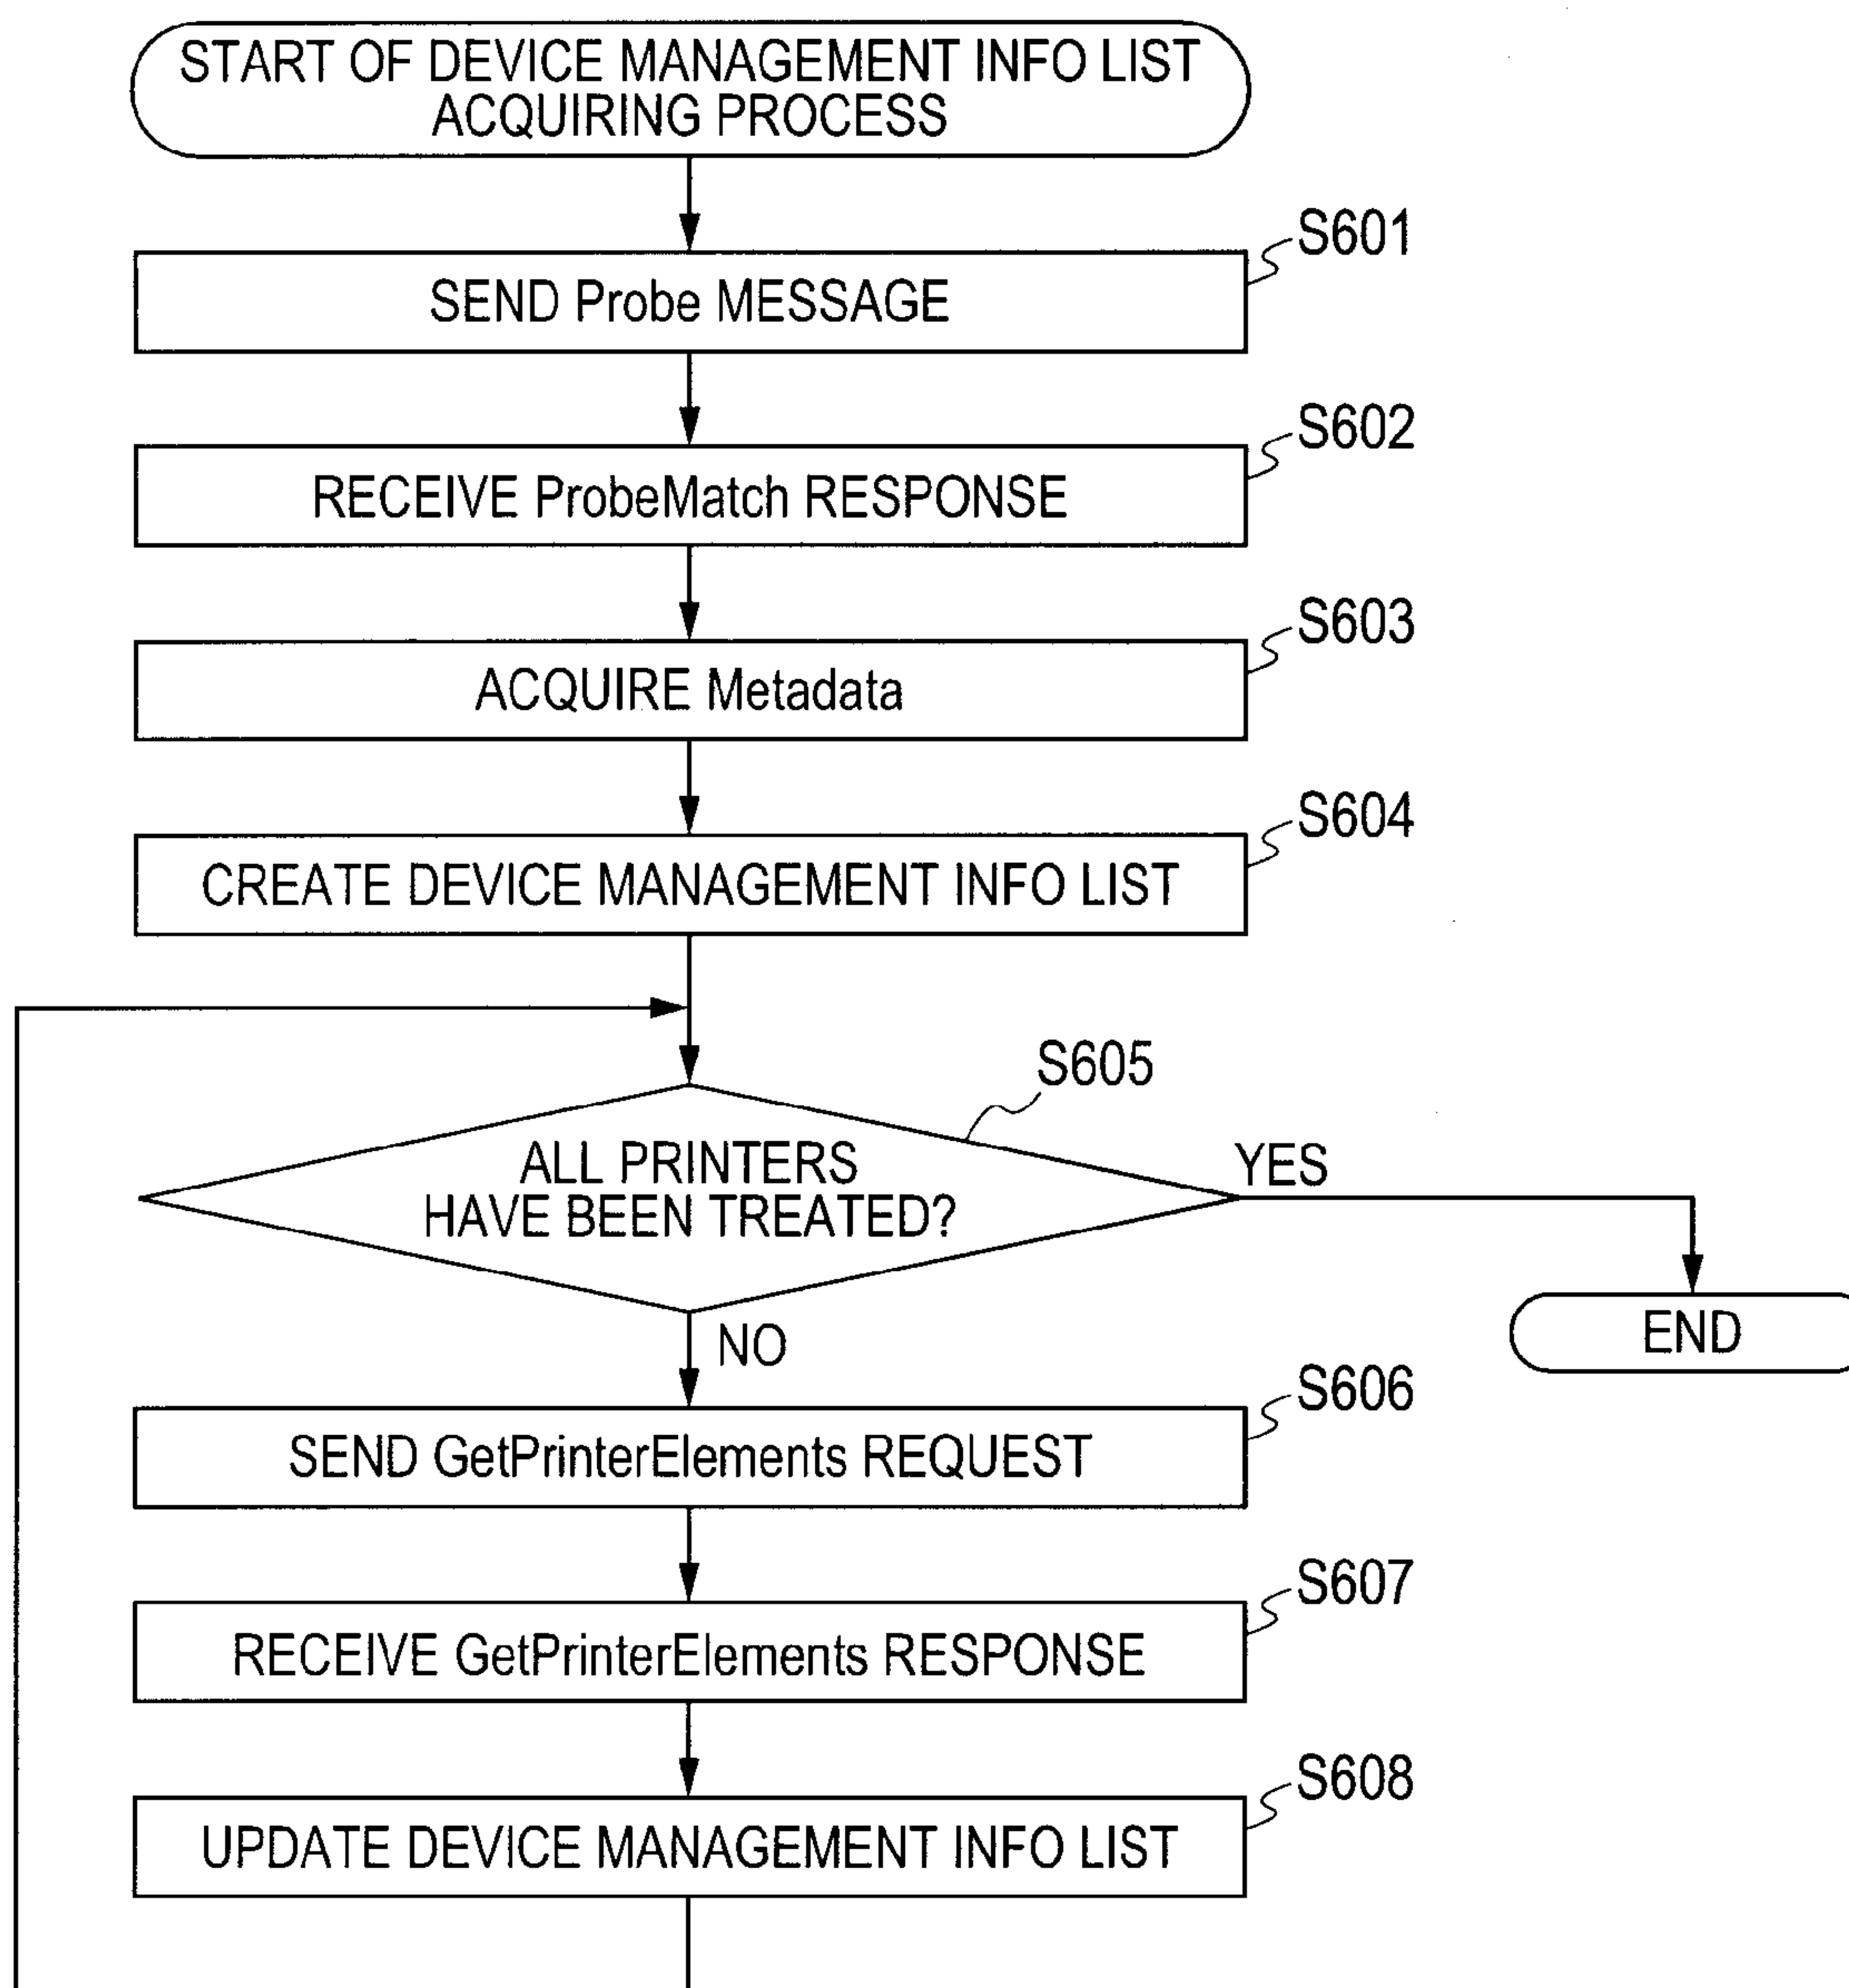 START OF DEVICE MANAGEMENT INFO LIST
ACQUIRING PROCESS
S601
SEND Probe MESSAGE
S602
RECEIVE ProbeMatch RESPONSE
S603
ACQUIRE Metadata
S604
CREATE DEVICE MANAGEMENT INFO LIST
S605
ALL PRINTERS
HAVE BEEN TREATED?
YES
END
NO
S606
SEND GetPrinterElements REQUEST
S607
RECEIVE GetPrinterElements RESPONSE
S608
UPDATE DEVICE MANAGEMENT INFO LIST